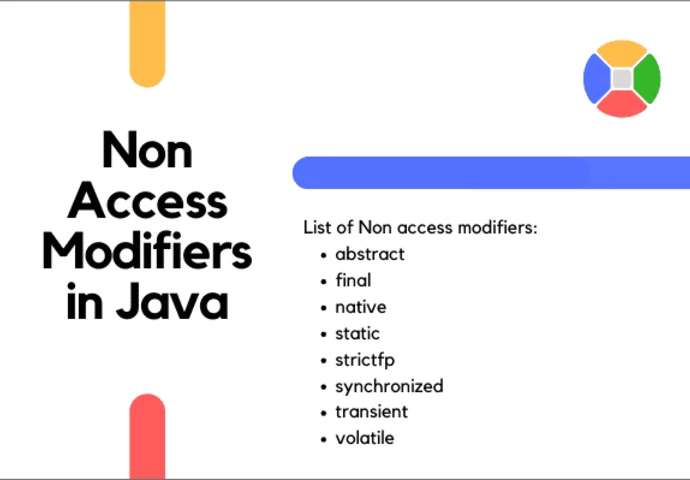 Non
Access
Modifiers
in Java
List of Non access modifiers:
• abstract
• final
• native
• static
• strictfp
• synchronized
• transient
• volatile